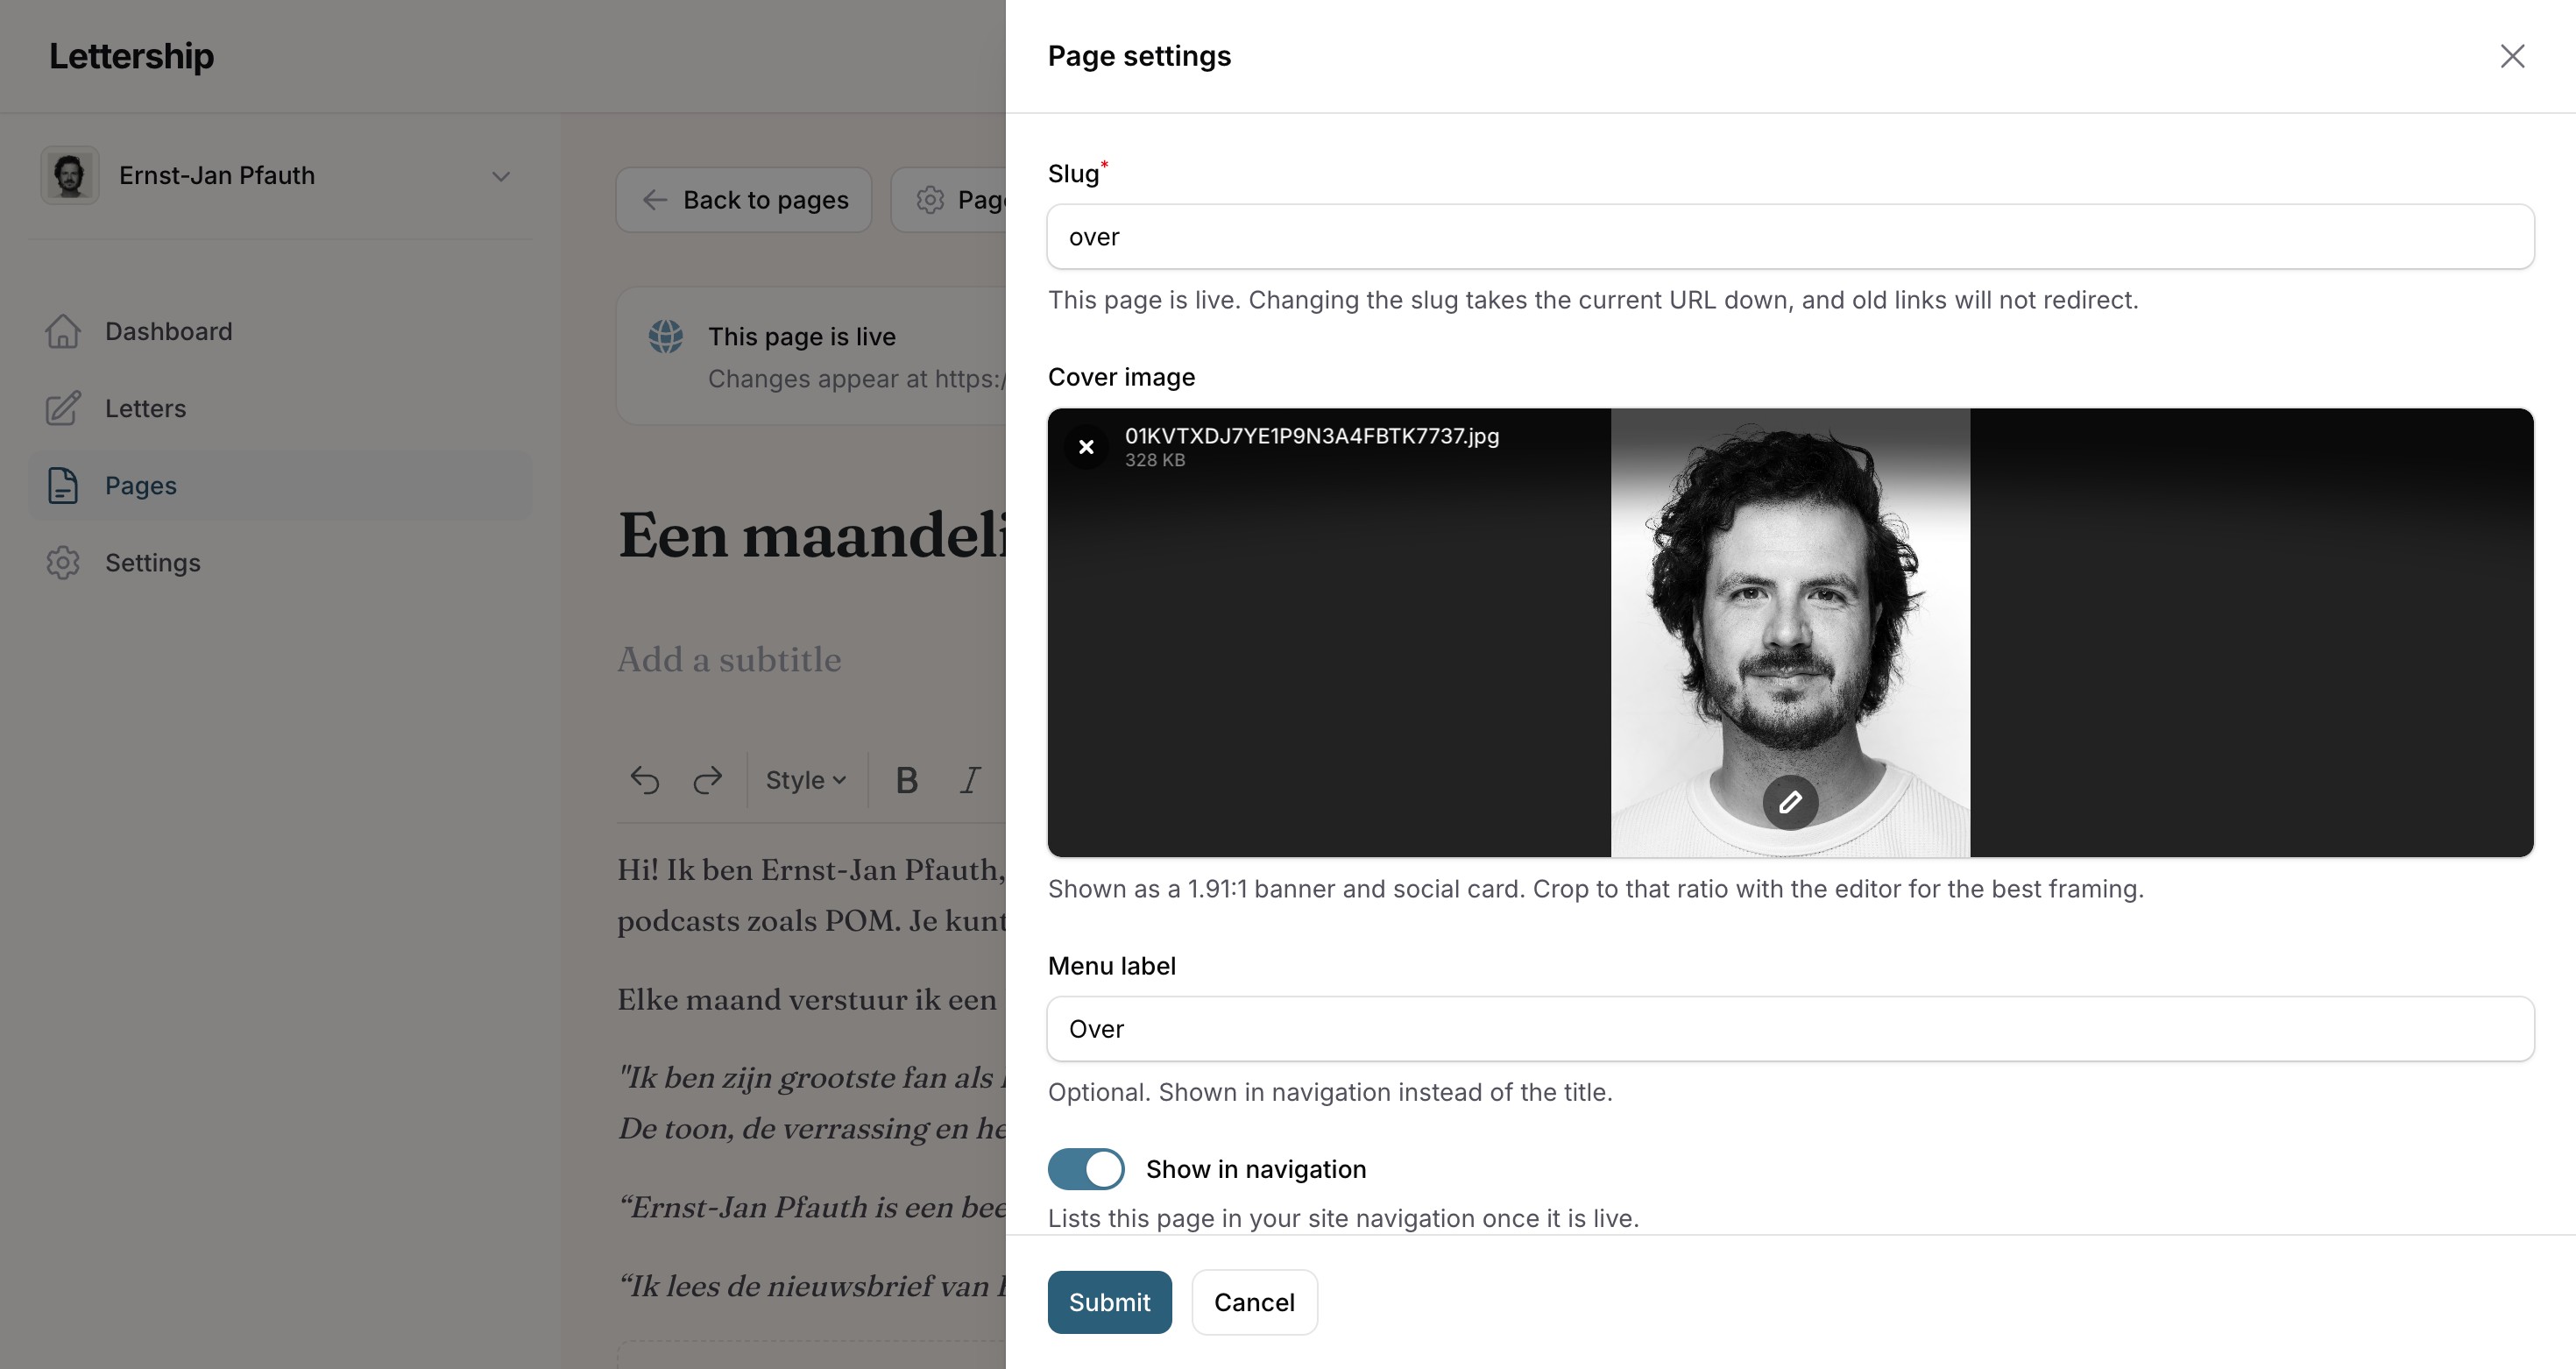 Lettership
Ernst-Jan Pfauth
Dashboard
Letters
Pages
Settings
Back to pages
This page is live
Changes appear at https:/
Een
Add a subtitle
Style
B
I
Hi! Ik ben Ernst-Jan Pfauth,
podcasts zoals POM. Je kunt
Elke maand verstuur ik een
"Ik ben zijn grootste fan als
De toon, de verrassing en
“Ernst-Jan Pfauth is een
“Ik lees de nieuwsbrief van
Page settings
Slug*
over
This page is live. Changing the slug takes the current URL down, and old links will not redirect.
Cover image
01KVTXDJ7YE1P9N3A4FBTK7737.jpg
328 KB
Shown as a 1.91:1 banner and social card. Crop to that ratio with the editor for the best framing.
Menu label
Over
Optional. Shown in navigation instead of the title.
Show in navigation
Lists this page in your site navigation once it is live.
Submit
Cancel